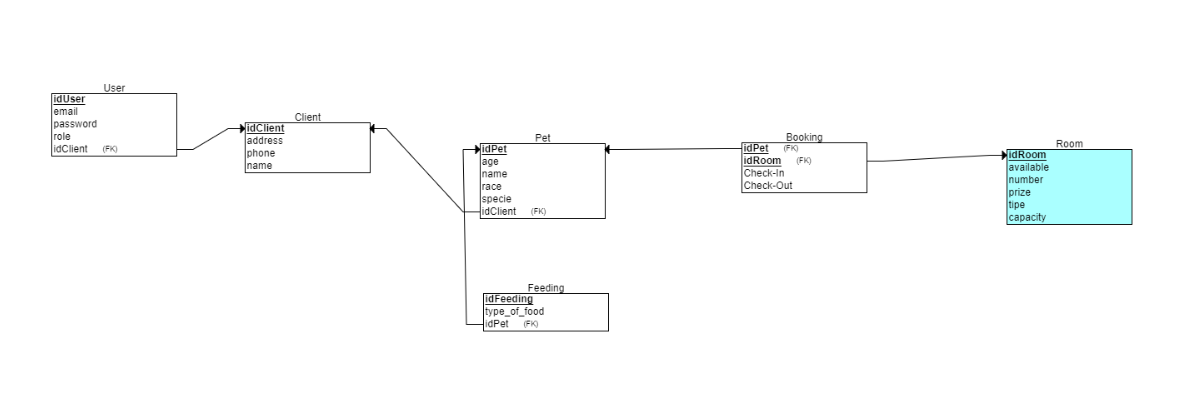 User
idUser
email
password
role
idClient (FK)
Client
idClient
address
phone
name
Pet
idPet
age
name
race
specie
idClient (FK)
Feeding
idFeeding
type_of_food
idPet (FK)
Booking
idPet (FK)
idRoom (FK)
Check-In
Check-Out
Room
idRoom
available
number
prize
tipe
capacity